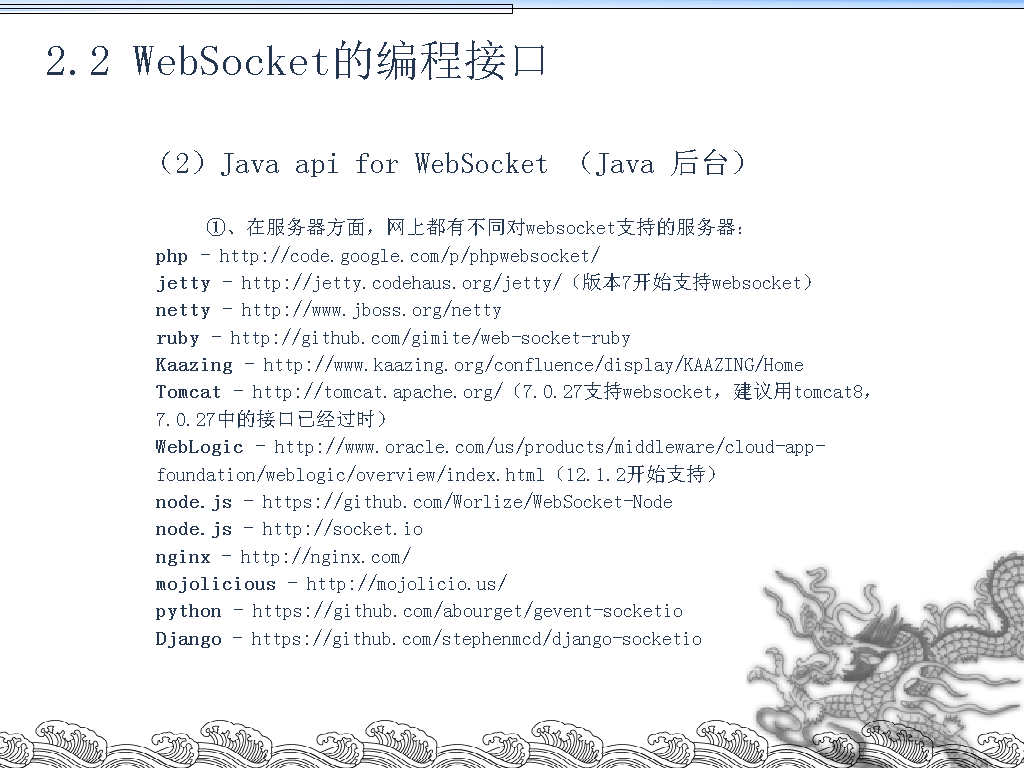 2.2 WebSocket的编程接口
（2）Java api for WebSocket （Java 后台）
①、在服务器方面，网上都有不同对websocket支持的服务器：
php - http://code.google.com/p/phpwebsocket/
jetty - http://jetty.codehaus.org/jetty/（版本7开始支持websocket）
netty - http://www.jboss.org/netty
ruby - http://github.com/gimite/web-socket-ruby
Kaazing - http://www.kaazing.org/confluence/display/KAAZING/Home
Tomcat - http://tomcat.apache.org/（7.0.27支持websocket，建议用tomcat8，
7.0.27中的接口已经过时）
WebLogic - http://www.oracle.com/us/products/middleware/cloud-app-
foundation/weblogic/overview/index.html（12.1.2开始支持）
node.js - https://github.com/Worlize/WebSocket-Node
node.js - http://socket.io
nginx - http://nginx.com/
mojolicious - http://mojolicio.us/
python - https://github.com/abourget/gevent-socketio
Django - https://github.com/stephenmcd/django-socketio